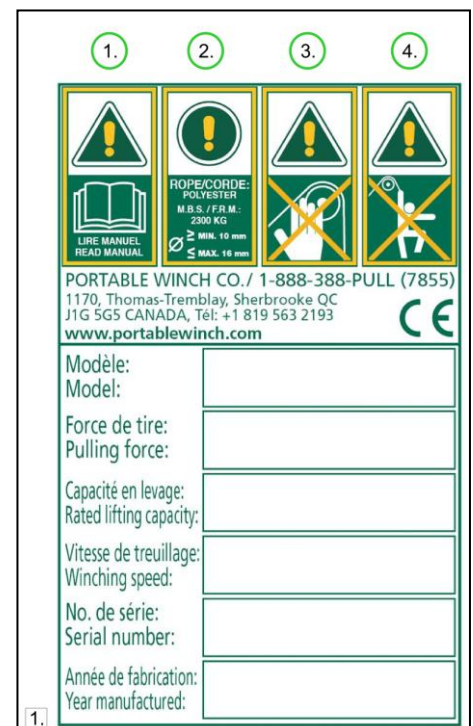 1.
2.
3.
4.
LIRE MANUEL
READ MANUAL
ROPE/CORDE:
POLYESTER
M.B.S. / F.R.M.:
2300 KG
Ø ≥ MIN. 10 mm
≤ MAX. 16 mm
PORTABLE WINCH CO./ 1-888-388-PULL (7855)
1170, Thomas-Tremblay, Sherbrooke QC
J1G 5G5 CANADA, Tél: +1 819 563 2193
www.portablewinch.com
CE
Modèle:
Model:
Force de tire:
Pulling force:
Capacité en levage:
Rated lifting capacity:
Vitesse de treuillage:
Winching speed:
No. de série:
Serial number:
Année de fabrication:
Year manufactured:
1.